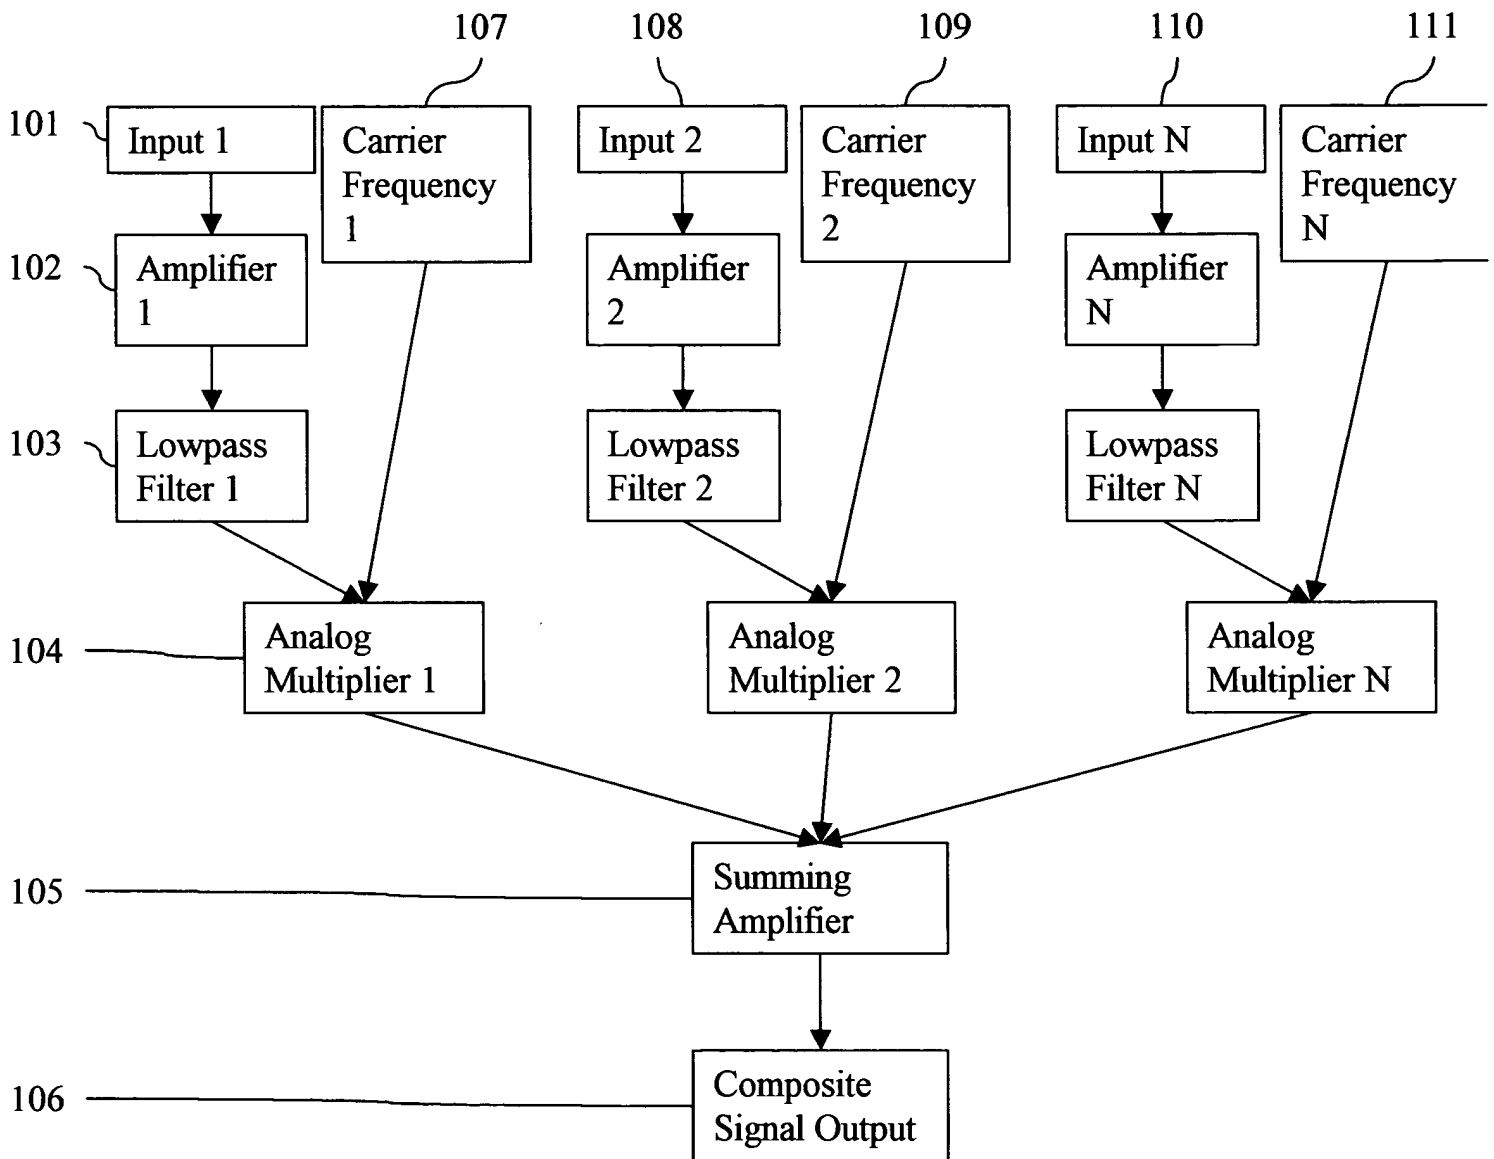 107
108
109
110
111
101
Input 1
Carrier
Frequency
1
Input 2
Carrier
Frequency
2
Input N
Carrier
Frequency
N
102
Amplifier
1
Amplifier
2
Amplifier
N
103
Lowpass
Filter 1
Lowpass
Filter 2
Lowpass
Filter N
104
Analog
Multiplier 1
Analog
Multiplier 2
Analog
Multiplier N
105
Summing
Amplifier
106
Composite
Signal Output